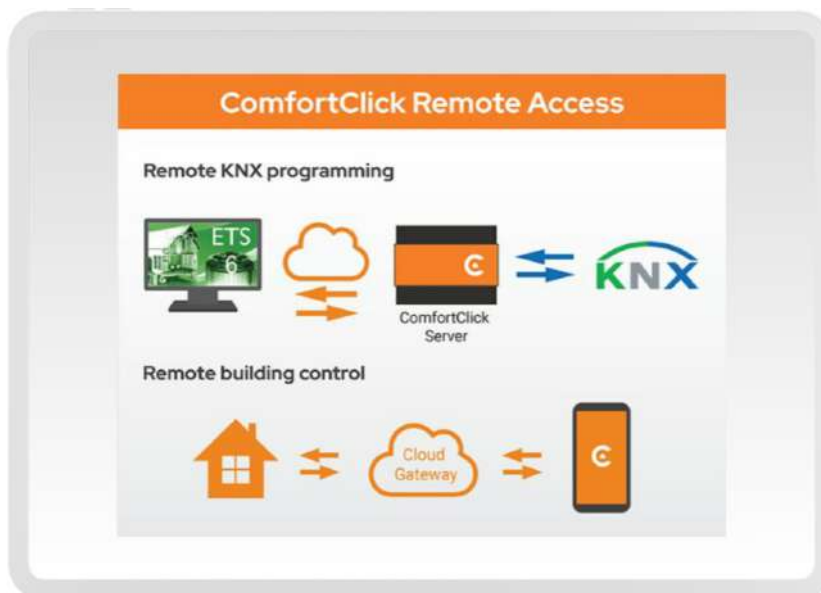 ComfortClick Remote Access
Remote KNX programming
ETS
6
C
KNX
ComfortClick
Server
Remote building control
Cloud
Gateway
C